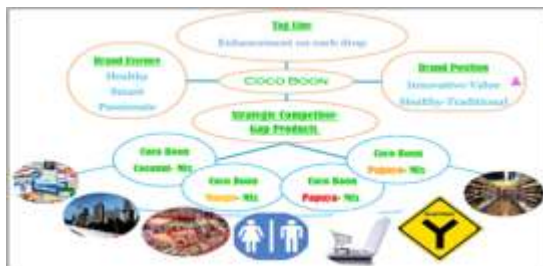 Tag Line
Enhancement on each drop
Brand Essence
Healthy
Smart
Passionate
COCO BOON
Brand Position
Innovative Value
Healthy-Traditional
Strategic Competitive
Gap Products
Coco Boon
Coconut- Mix
Coco Boon
Mango- Mix
Coco Boon
Papaya- Mix
Coco Boon
Papaya- Mix